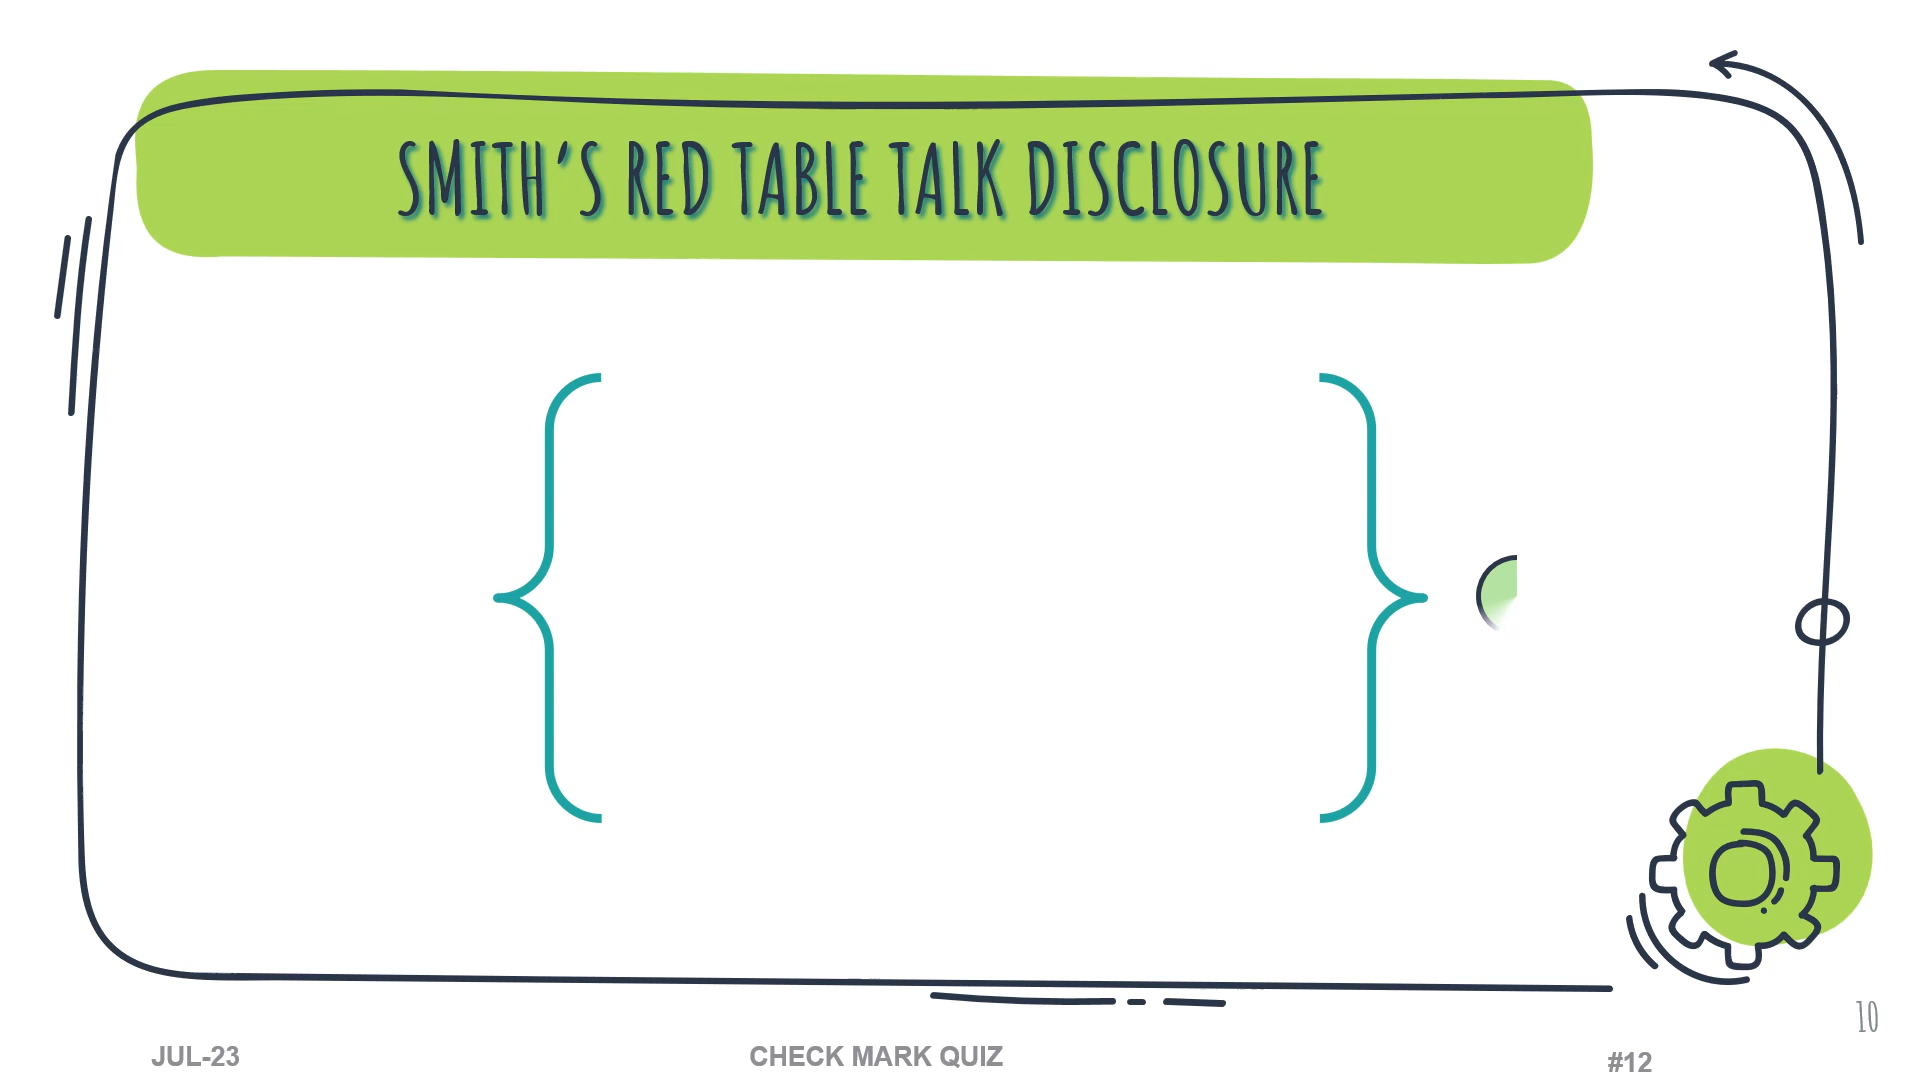 SMITH'S RED TABLE TALK DISCLOSURE
10
JUL-23
CHECK MARK QUIZ
#12